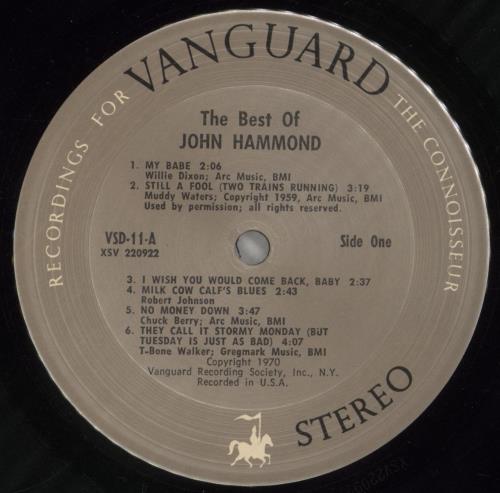 RECORDINGS FOR VANGUARD THE CONNOISSEUR
The Best Of
JOHN HAMMOND
1. MY BABE 2:06
Willie Dixon; Arc Music, BMI
2. STILL A FOOL (TWO TRAINS RUNNING) 3:19
Muddy Waters; Copyright 1959, Arc Music, BMI
Used by permission; all rights reserved.
VSD-11-A
XSV 220922
Side One
3. I WISH YOU WOULD COME BACK, BABY 2:37
4. MILK COW CALF'S BLUES 2:43
Robert Johnson
5. NO MONEY DOWN 3:47
Chuck Berry; Arc Music, BMI
6. THEY CALL IT STORMY MONDAY (BUT
TUESDAY IS JUST AS BAD) 4:07
T-Bone Walker; Gregmark Music, BMI
Copyright 1970
Vanguard Recording Society, Inc., N.Y.
Recorded in U.S.A.
STEREO